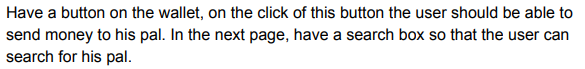 Have a button on the wallet, on the click of this button the user should be able to
send money to his pal. In the next page, have a search box so that the user can
search for his pal.